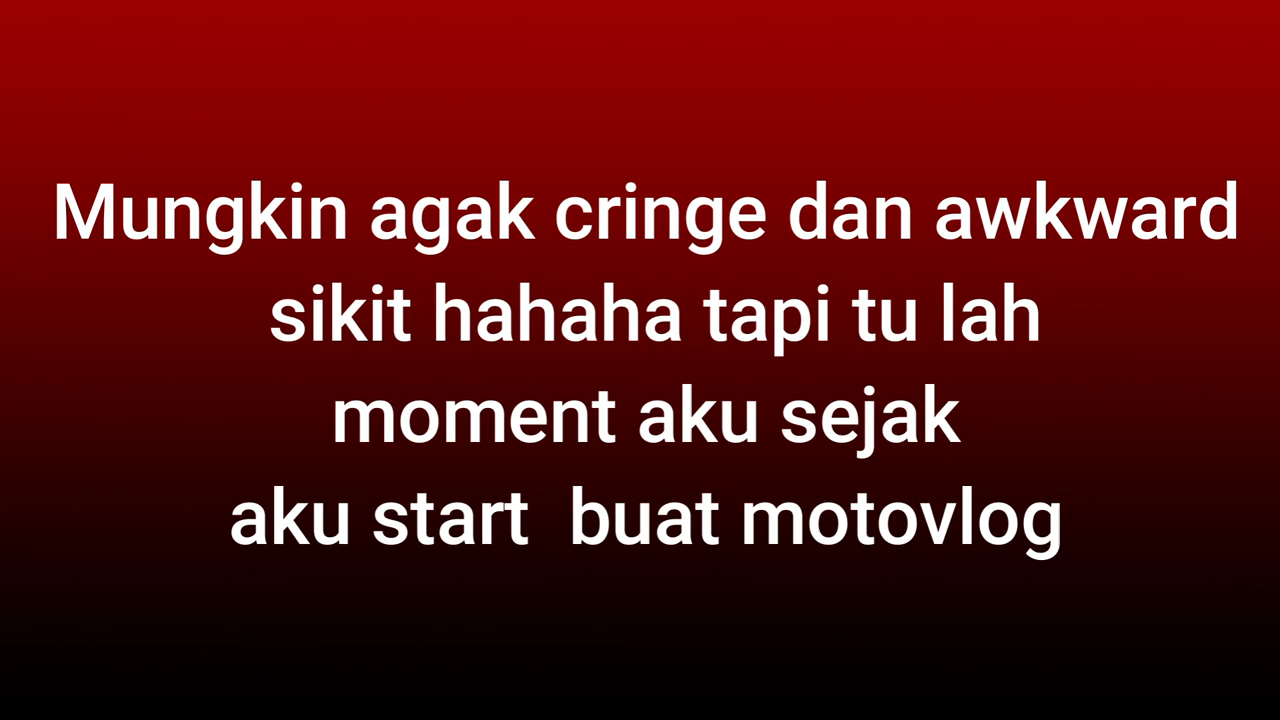 Mungkin agak cringe dan awkward
sikit hahaha tapi tu lah
moment aku sejak
aku start  buat motovlog